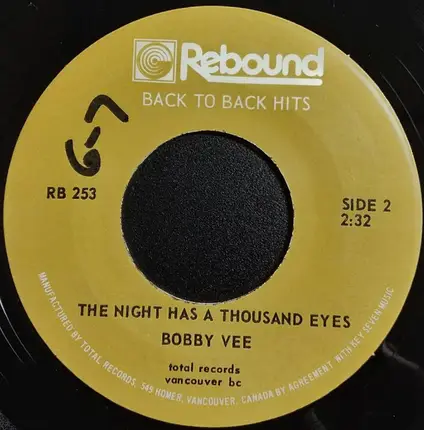 Rebound
BACK TO BACK HITS
6-7
RB 253
SIDE 2
2:32
THE NIGHT HAS A THOUSAND EYES
BOBBY VEE
total records
vancouver bc
MANUFACTURED BY TOTAL RECORDS, 549 HOMER, VANCOUVER, CANADA BY AGREEMENT WITH KEY SEVEN MUSIC